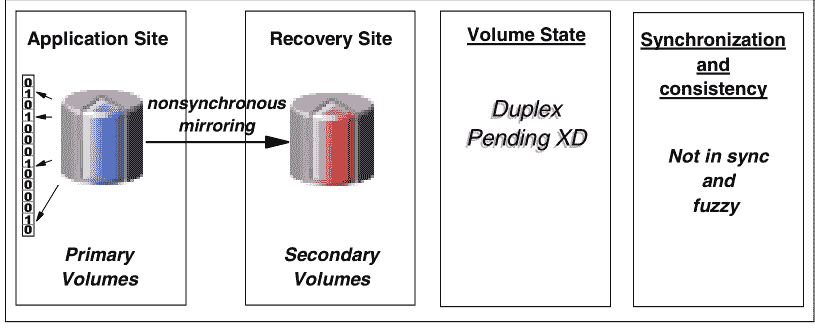 Application Site
0
1
0
1
0
0
0
1
0
0
0
0
1
0
Primary
Volumes
nonsynchronous
mirroring
Recovery Site
Secondary
Volumes
Volume State
Duplex
Pending XD
Synchronization
and
consistency
Not in sync
and
fuzzy